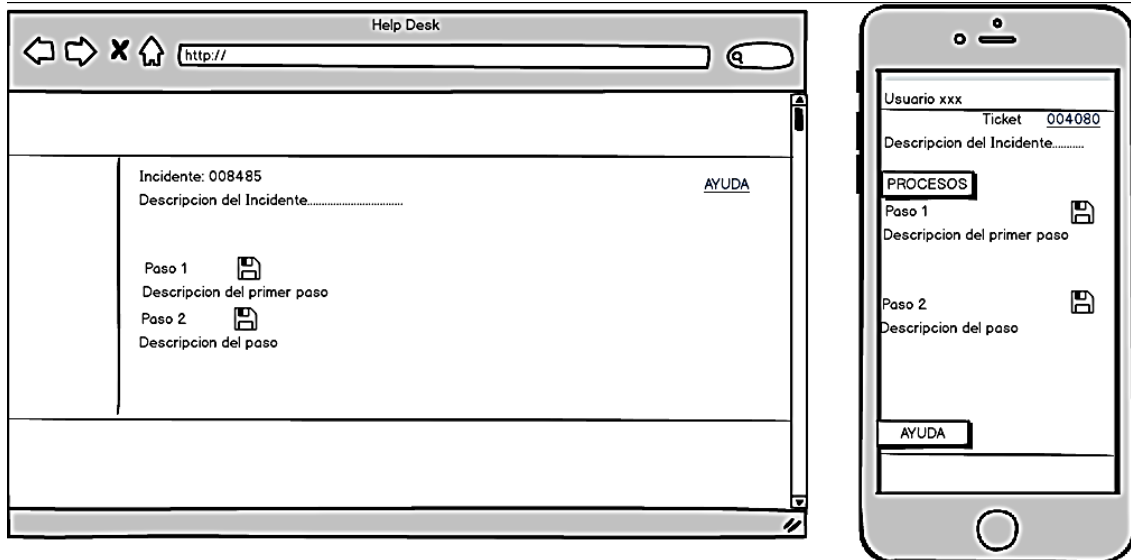 Help Desk
http://
Incidente: 008485
AYUDA
Descripcion del Incidente................................
Paso 1
Descripcion del primer paso
Paso 2
Descripcion del paso
Usuario xxx
Ticket 004080
Descripcion del Incidente...........
PROCESOS
Paso 1
Descripcion del primer paso
Paso 2
Descripcion del paso
AYUDA